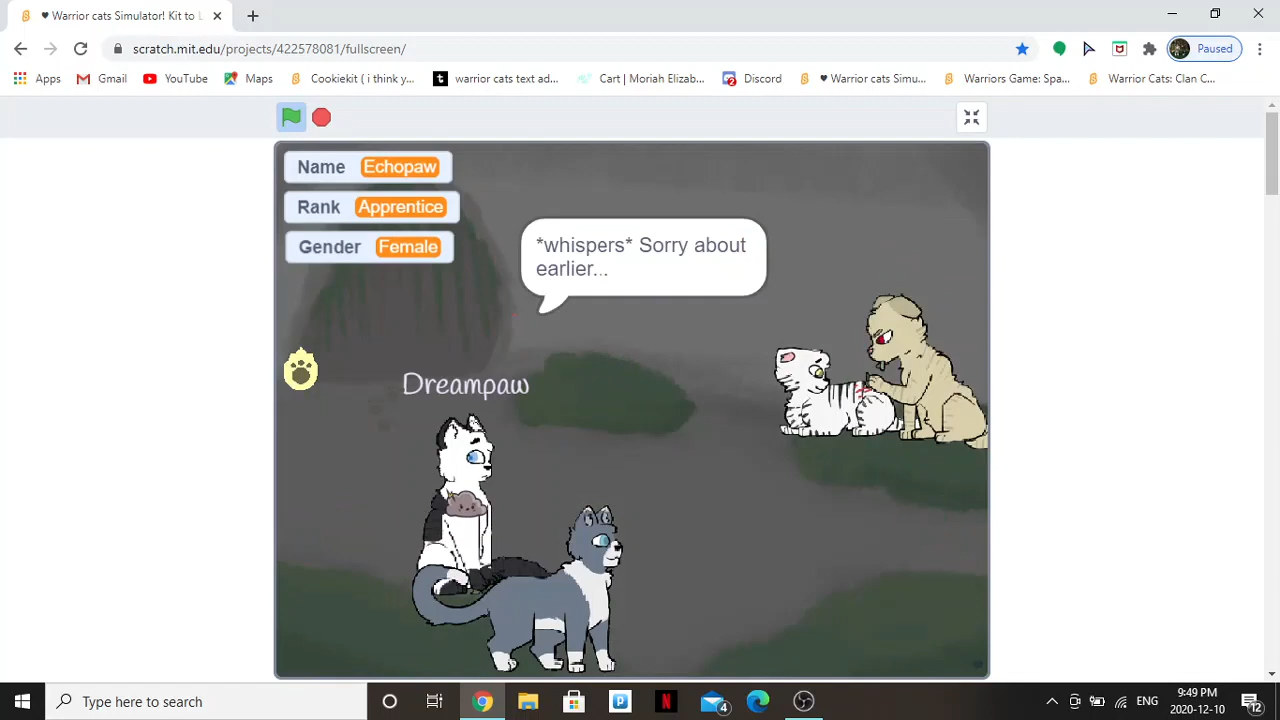 ♥ Warrior cats Simulator! Kit to L
scratch.mit.edu/projects/422578081/fullscreen/
Paused
Apps
Gmail
YouTube
Maps
Cookiekit ( i think y...
warrior cats text ad...
Cart | Moriah Elizab...
Discord
♥ Warrior cats Simu...
Warriors Game: Spa...
Warrior Cats: Clan C...
Name Echopaw
Rank Apprentice
Gender Female
*whispers* Sorry about
earlier...
Dreampaw
Type here to search
4
ENG
9:49 PM
2020-12-10
12